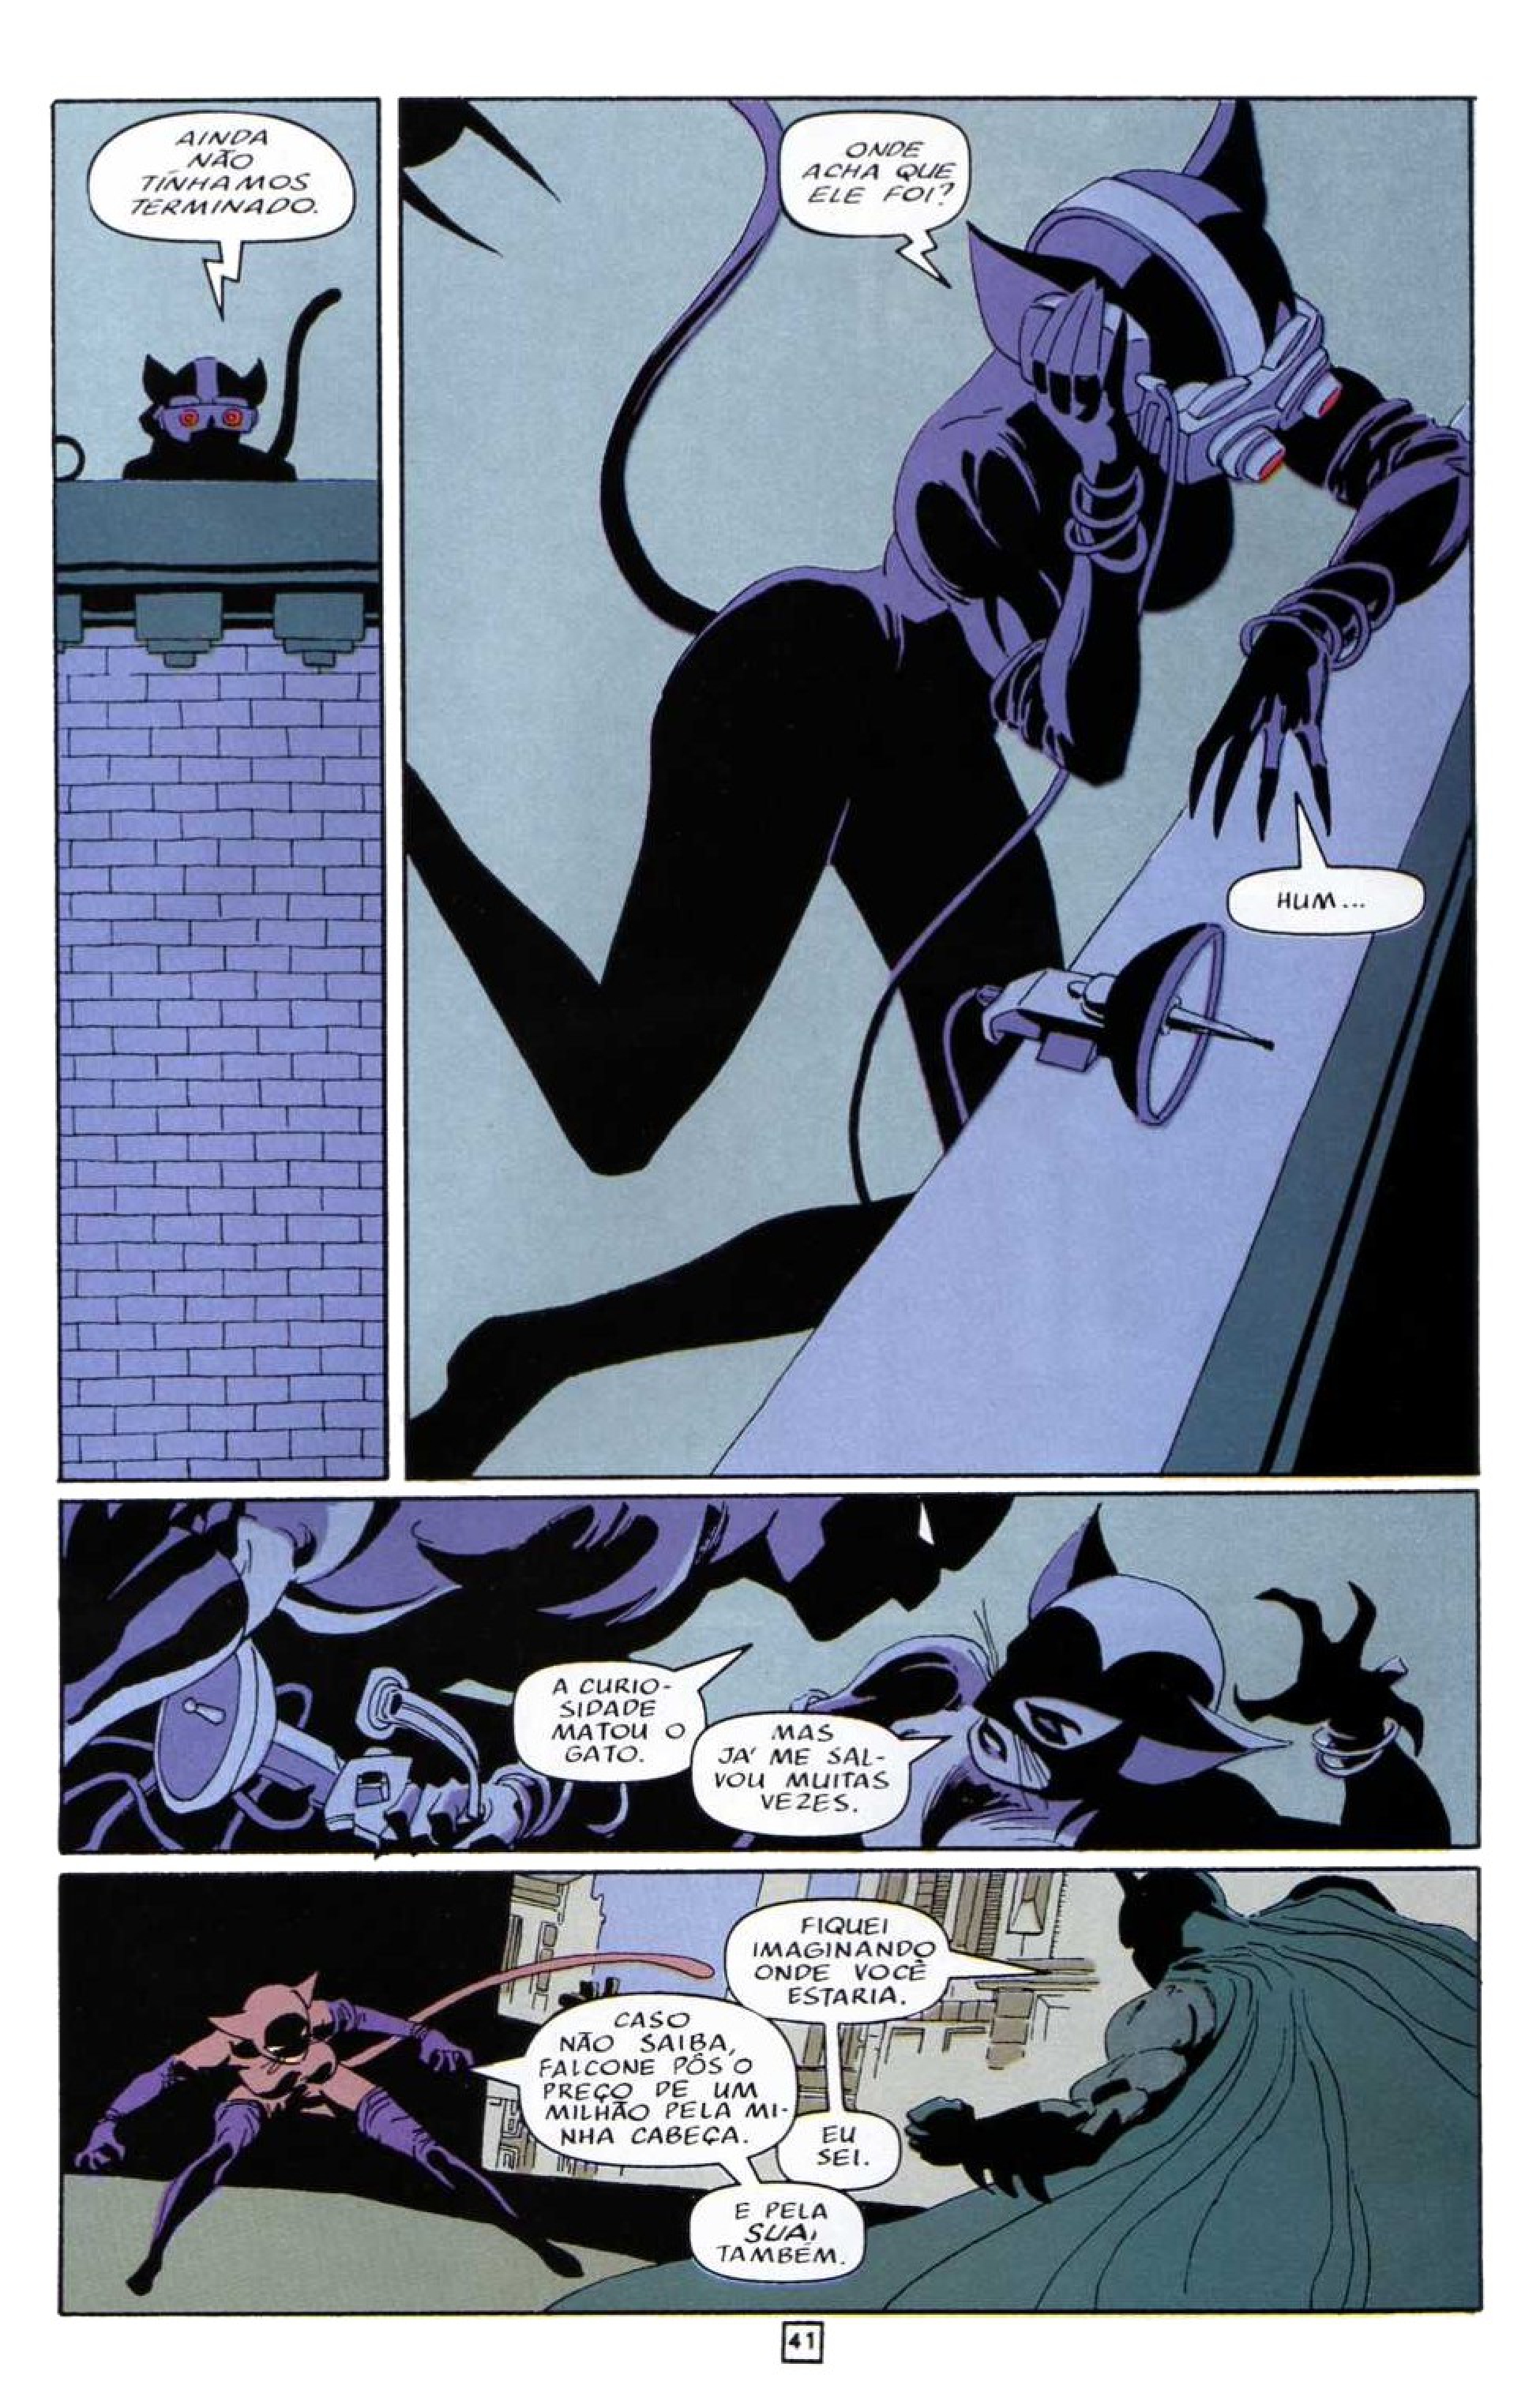 AINDA
NÃO
TÍNHAMOS
TERMINADO.
ONDE
ACHA QUE
ELE FOI?
HUM...
A CURIO-
SIDADE
MATOU O
GATO.
MAS
JÁ ME SAL-
VOU MUITAS
VEZES.
FIQUEI
IMAGINANDO
ONDE VOCÊ
ESTARIA.
CASO
NÃO SAIBA,
FALCONE PÔS O
PREÇO DE UM
MILHÃO PELA MI-
NHA CABEÇA.
EU
SEI.
E PELA
SUA,
TAMBÉM.
41